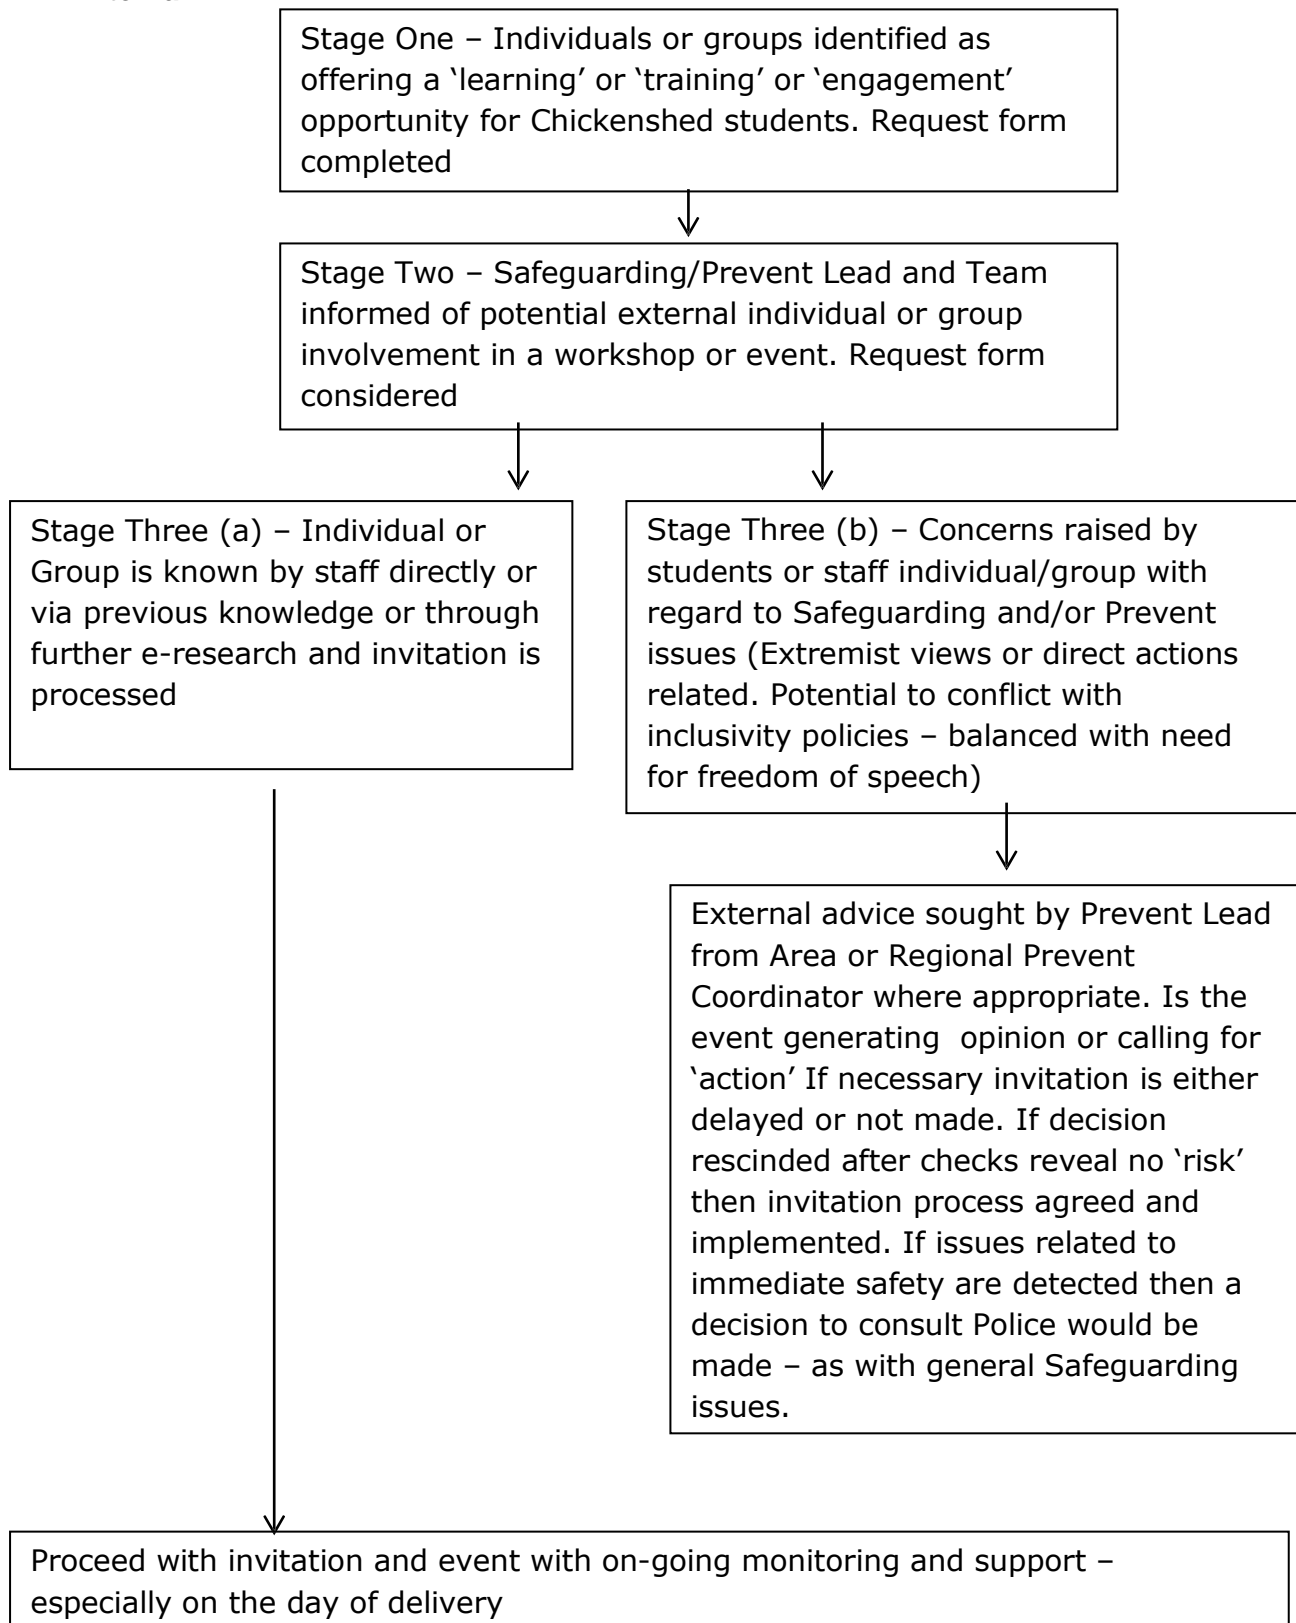 Stage One – Individuals or groups identified as
offering a ‘learning’ or ‘training’ or ‘engagement’
opportunity for Chickenshed students. Request form
completed
Stage Two – Safeguarding/Prevent Lead and Team
informed of potential external individual or group
involvement in a workshop or event. Request form
considered
Stage Three (a) – Individual or
Group is known by staff directly or
via previous knowledge or through
further e-research and invitation is
processed
Stage Three (b) – Concerns raised by
students or staff individual/group with
regard to Safeguarding and/or Prevent
issues (Extremist views or direct actions
related. Potential to conflict with
inclusivity policies – balanced with need
for freedom of speech)
External advice sought by Prevent Lead
from Area or Regional Prevent
Coordinator where appropriate. Is the
event generating  opinion or calling for
‘action’ If necessary invitation is either
delayed or not made. If decision
rescinded after checks reveal no ‘risk’
then invitation process agreed and
implemented. If issues related to
immediate safety are detected then a
decision to consult Police would be
made – as with general Safeguarding
issues.
Proceed with invitation and event with on-going monitoring and support –
especially on the day of delivery